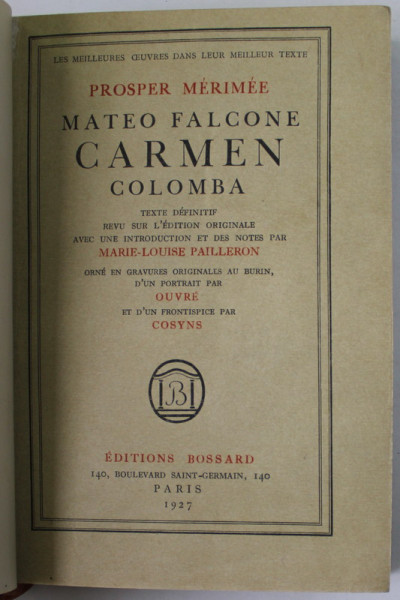 LES MEILLEURES ŒUVRES DANS LEUR MEILLEUR TEXTE
PROSPER MÉRIMÉE
MATEO FALCONE
CARMEN
COLOMBA
TEXTE DÉFINITIF
REVU SUR L'ÉDITION ORIGINALE
AVEC UNE INTRODUCTION ET DES NOTES PAR
MARIE-LOUISE PAILLERON
ORNÉ EN GRAVURES ORIGINALES AU BURIN,
D'UN PORTRAIT PAR
OUVRÉ
ET D'UN FRONTISPICE PAR
COSYNS
B
ÉDITIONS BOSSARD
140, BOULEVARD SAINT-GERMAIN, 140
PARIS
1927